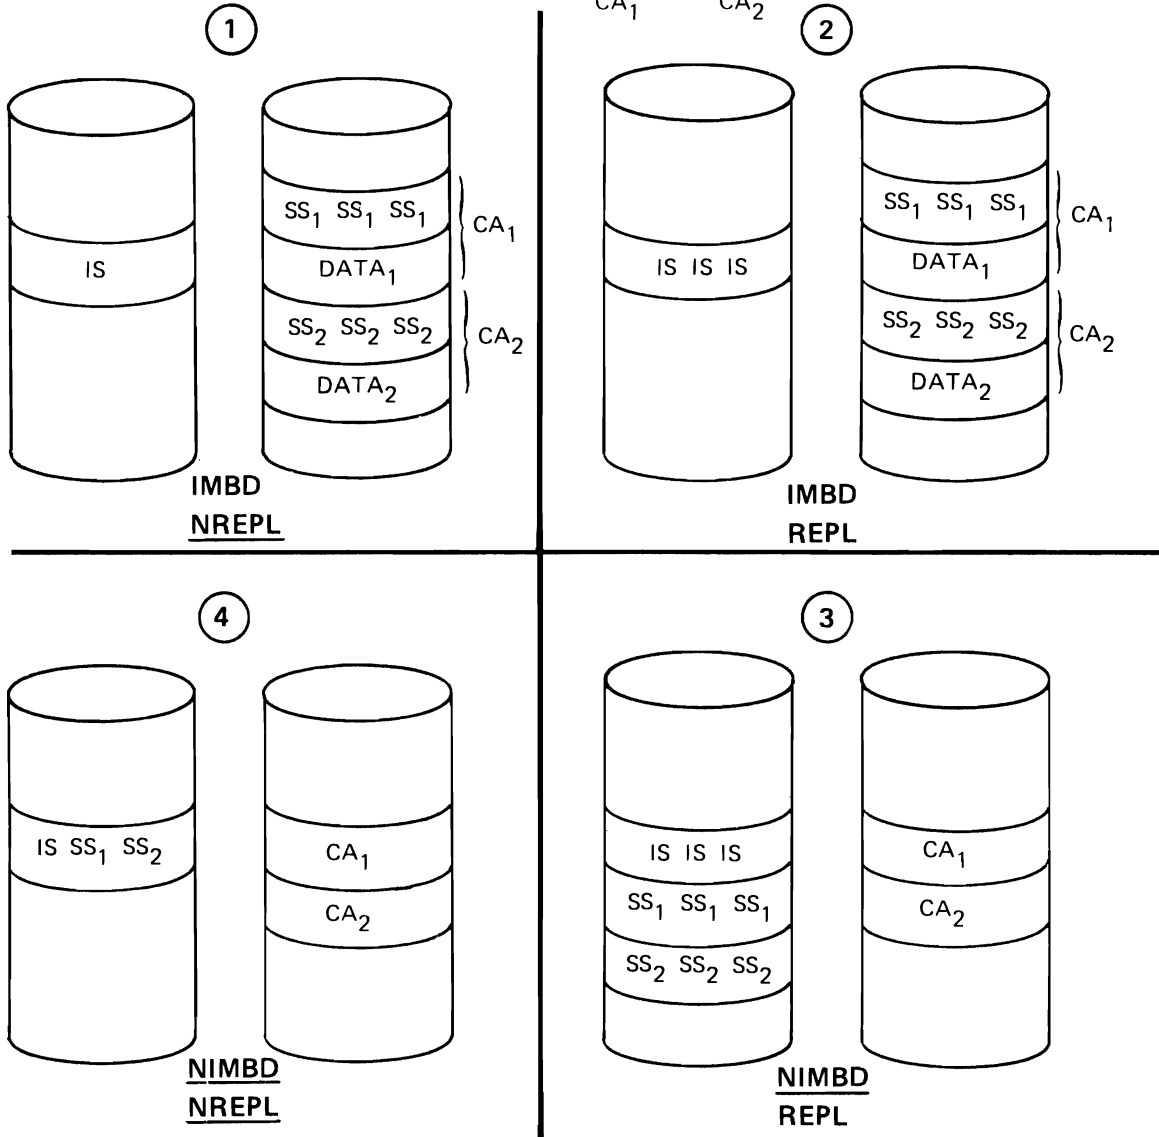 CA1 CA2
1
SS1 SS1 SS1
CA1
IS
DATA1
SS2 SS2 SS2
CA2
DATA2
IMBD
NREPL
2
SS1 SS1 SS1
CA1
IS IS IS
DATA1
SS2 SS2 SS2
CA2
DATA2
IMBD
REPL
4
IS SS1 SS2
CA1
CA2
NIMBD
NREPL
3
IS IS IS
CA1
SS1 SS1 SS1
CA2
SS2 SS2 SS2
NIMBD
REPL